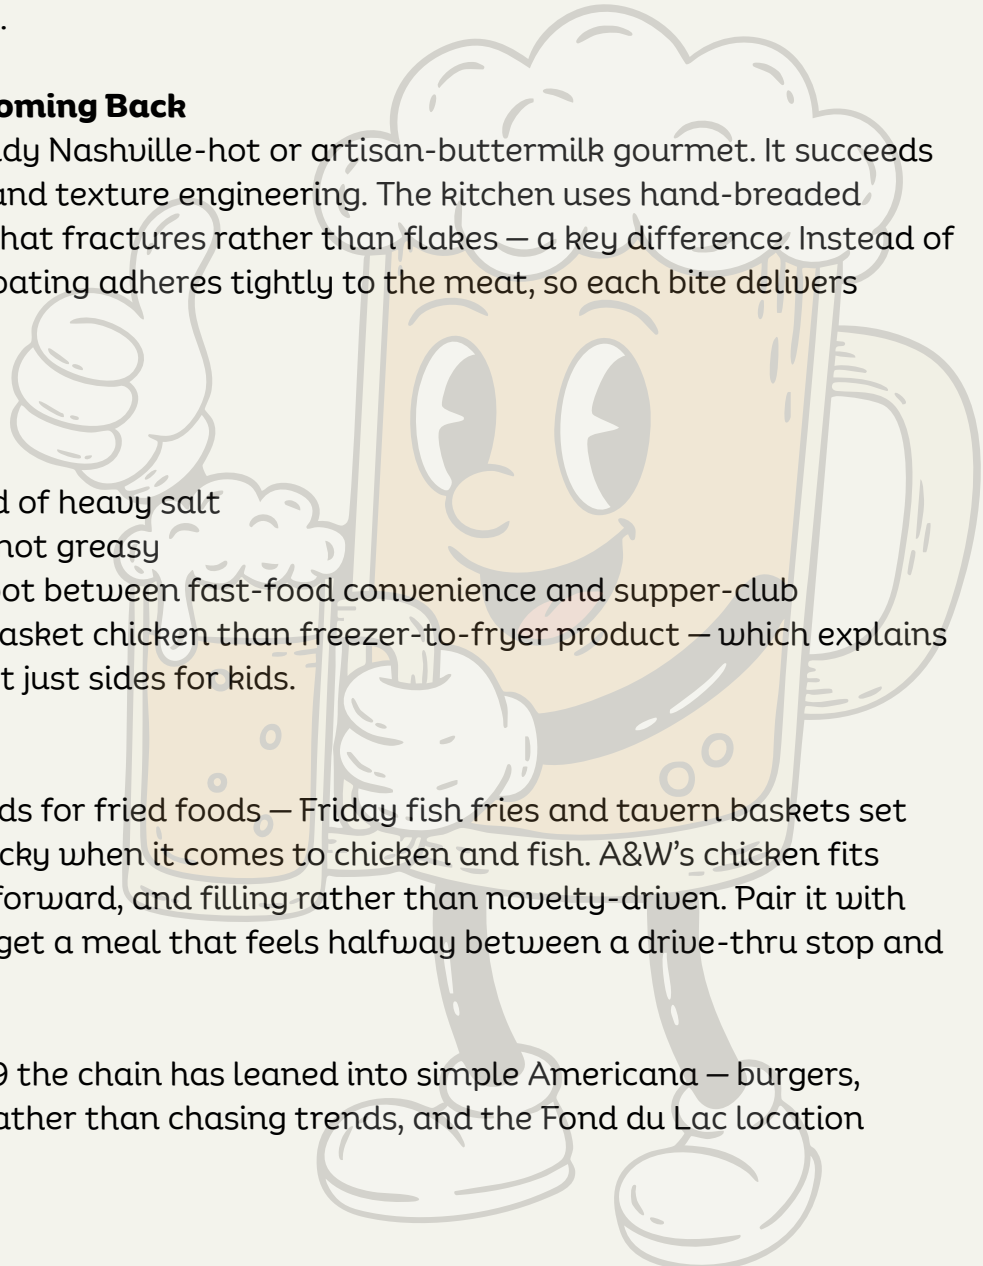 .
oming Back
dy Nashville-hot or artisan-buttermilk gourmet. It succeeds
and texture engineering. The kitchen uses hand-breaded
hat fractures rather than flakes — a key difference. Instead of
oating adheres tightly to the meat, so each bite delivers
d of heavy salt
not greasy
ot between fast-food convenience and supper-club
asket chicken than freezer-to-fryer product — which explains
t just sides for kids.
ds for fried foods — Friday fish fries and tavern baskets set
cky when it comes to chicken and fish. A&W’s chicken fits
forward, and filling rather than novelty-driven. Pair it with
get a meal that feels halfway between a drive-thru stop and
9 the chain has leaned into simple Americana — burgers,
ather than chasing trends, and the Fond du Lac location